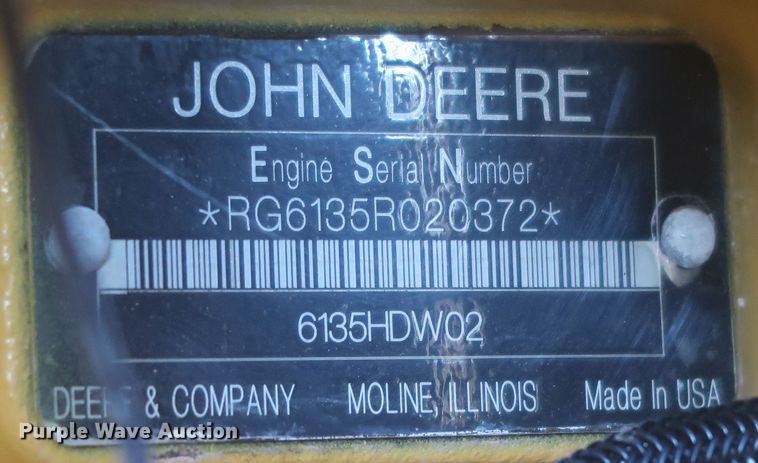 JOHN DEERE
Engine Serial Number
*RG6135R020372*
6135HDW02
DEERE & COMPANY MOLINE, ILLINOIS Made In USA
Purple Wave Auction